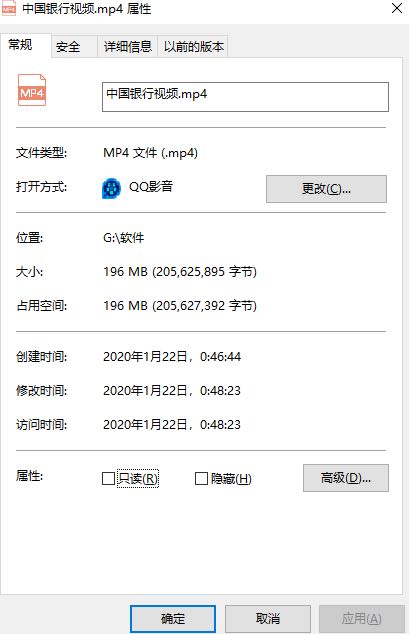 中国银行视频.mp4 属性
常规 安全 详细信息 以前的版本
MP4 中国银行视频.mp4
文件类型: MP4 文件 (.mp4)
打开方式: QQ影音 更改(C)...
位置: G:\软件
大小: 196 MB (205,625,895 字节)
占用空间: 196 MB (205,627,392 字节)
创建时间: 2020年1月22日，0:46:44
修改时间: 2020年1月22日，0:48:23
访问时间: 2020年1月22日，0:48:23
属性: 只读(R) 隐藏(H) 高级(D)...
确定 取消 应用(A)